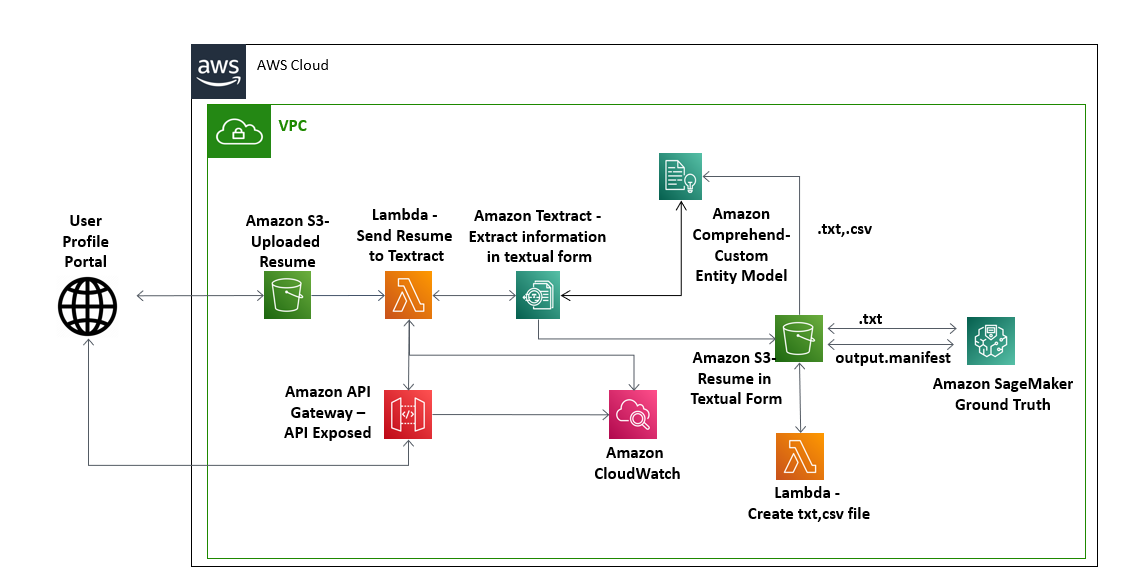 aws
AWS Cloud
VPC
User
Profile
Portal
Amazon S3-
Uploaded
Resume
Lambda -
Send Resume
to Textract
Amazon Textract -
Extract information
in textual form
Amazon
Comprehend-
Custom
Entity Model
.txt,.csv
.txt
output.manifest
Amazon S3-
Resume in
Textual Form
Amazon SageMaker
Ground Truth
Amazon API
Gateway –
API Exposed
Amazon
CloudWatch
Lambda -
Create txt,csv file